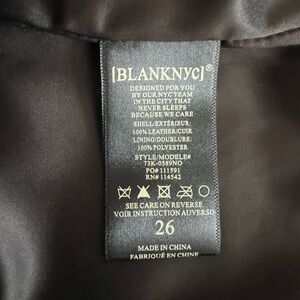 [BLANKNYC]
DESIGNED FOR YOU
BY OUR NYC TEAM
IN THE CITY THAT
NEVER SLEEPS
BECAUSE WE CARE
SHELL/EXTÉRIEUR:
100% LEATHER/CUIR
LINING/DOUBLURE:
100% POLYESTER
STYLE/MODELE#
73K-0589NO
PO# 111591
RN# 114542
SEE CARE ON REVERSE
VOIR INSTRUCTION AUVERSO
26
MADE IN CHINA
FABRIQUÉ EN CHINE